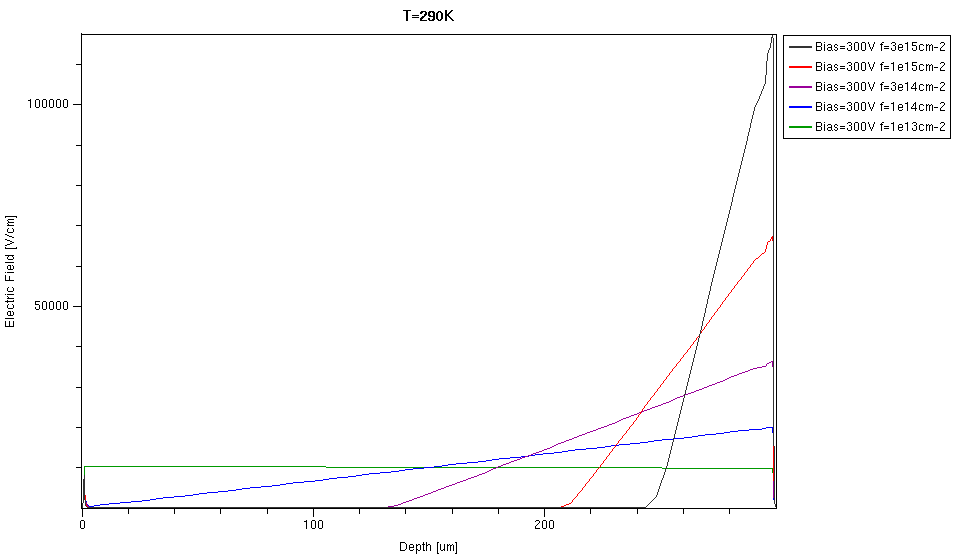 T=290K
Bias=300V f=3e15cm-2
Bias=300V f=1e15cm-2
Bias=300V f=3e14cm-2
Bias=300V f=1e14cm-2
Bias=300V f=1e13cm-2
100000
50000
Electric Field [V/cm]
0
100
200
Depth [um]